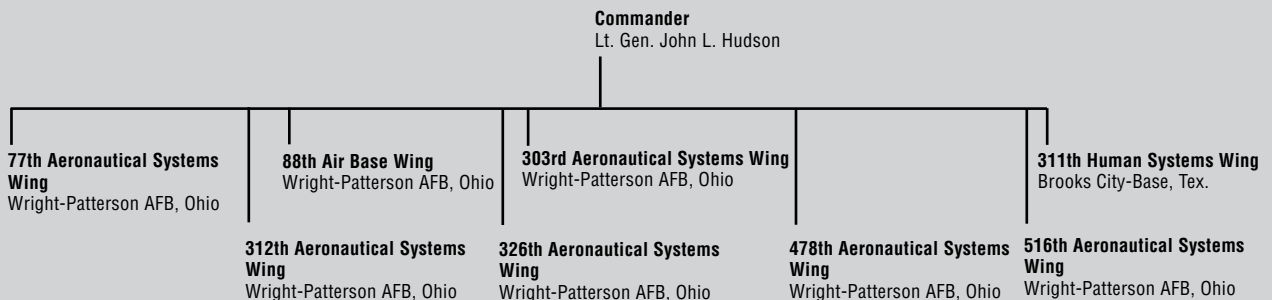 Commander
Lt. Gen. John L. Hudson
77th Aeronautical Systems
Wing
Wright-Patterson AFB, Ohio
88th Air Base Wing
Wright-Patterson AFB, Ohio
303rd Aeronautical Systems Wing
Wright-Patterson AFB, Ohio
311th Human Systems Wing
Brooks City-Base, Tex.
312th Aeronautical Systems
Wing
Wright-Patterson AFB, Ohio
326th Aeronautical Systems
Wing
Wright-Patterson AFB, Ohio
478th Aeronautical Systems
Wing
Wright-Patterson AFB, Ohio
516th Aeronautical Systems
Wing
Wright-Patterson AFB, Ohio